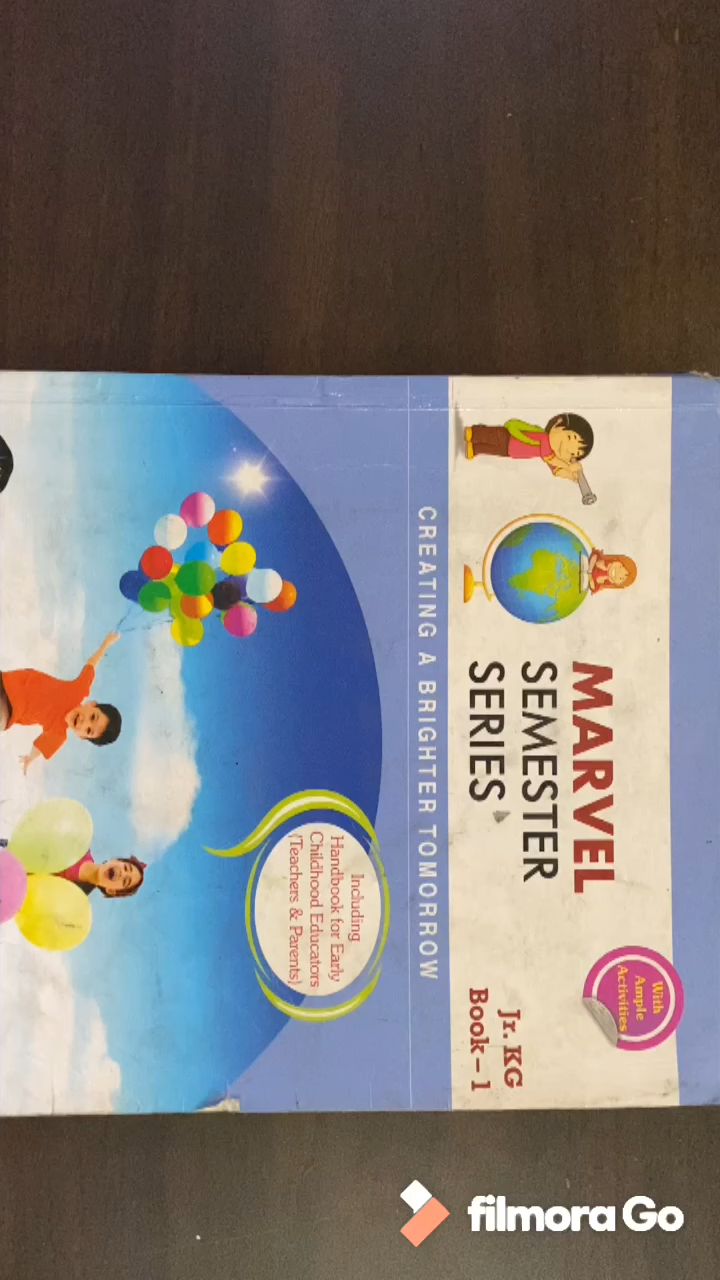 With
Ample
Activities
MARVEL
SEMESTER
SERIES
Jr. KG
Book – 1
CREATING A BRIGHTER TOMORROW
Including
Handbook for Early
Childhood Educators
(Teachers & Parents)
filmora Go